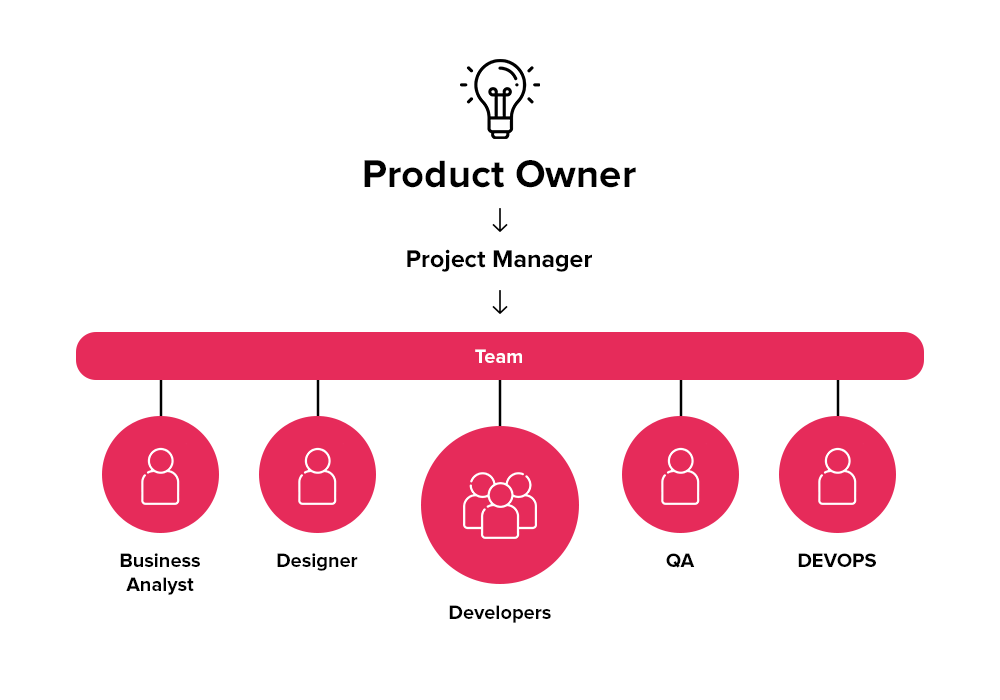 Product Owner
Project Manager
Team
Business
Analyst
Designer
Developers
QA
DEVOPS